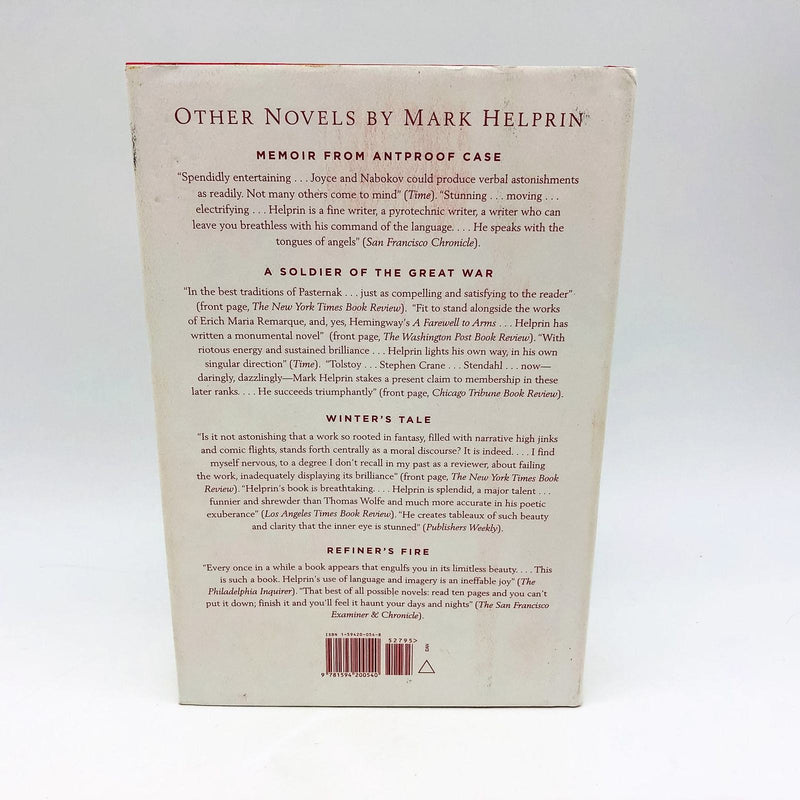 OTHER NOVELS BY MARK HELPRIN
MEMOIR FROM ANTPROOF CASE
“Spendidly entertaining . . . Joyce and Nabokov could produce verbal astonishments
as readily. Not many others come to mind” (Time). “Stunning . . . moving . . .
electrifying . . . Helprin is a fine writer, a pyrotechnic writer, a writer who can
leave you breathless with his command of the language. . . . He speaks with the
tongues of angels” (San Francisco Chronicle).
A SOLDIER OF THE GREAT WAR
“In the best traditions of Pasternak . . . just as compelling and satisfying to the reader”
(front page, The New York Times Book Review). “Fit to stand alongside the works
of Erich Maria Remarque, and, yes, Hemingway's A Farewell to Arms . . . Helprin has
written a monumental novel” (front page, The Washington Post Book Review). “With
riotous energy and sustained brilliance . . . Helprin lights his own way, in his own
singular direction” (Time). “Tolstoy . . . Stephen Crane . . . Stendahl . . . now—
daringly, dazzlingly—Mark Helprin stakes a present claim to membership in these
later ranks. . . . He succeeds triumphantly” (front page, Chicago Tribune Book Review).
WINTER'S TALE
“Is it not astonishing that a work so rooted in fantasy, filled with narrative high jinks
and comic flights, stands forth centrally as a moral discourse? It is indeed. . . . I find
myself nervous, to a degree I don't recall in my past as a reviewer, about failing
the work, inadequately displaying its brilliance” (front page, The New York Times Book
Review). “Helprin's book is breathtaking. . . . Helprin is splendid, a major talent . . .
funnier and shrewder than Thomas Wolfe and much more accurate in his poetic
exuberance” (Los Angeles Times Book Review). “He creates tableaux of such beauty
and clarity that the inner eye is stunned” (Publishers Weekly).
REFINER'S FIRE
“Every once in a while a book appears that engulfs you in its limitless beauty. . . . This
is such a book. Helprin's use of language and imagery is an ineffable joy” (The
Philadelphia Inquirer). “That best of all possible novels: read ten pages and you can't
put it down; finish it and you'll feel it haunt your days and nights” (The San Francisco
Examiner & Chronicle).
ISBN 1-59420-054-8
52795>
EAN
9 781594 200540